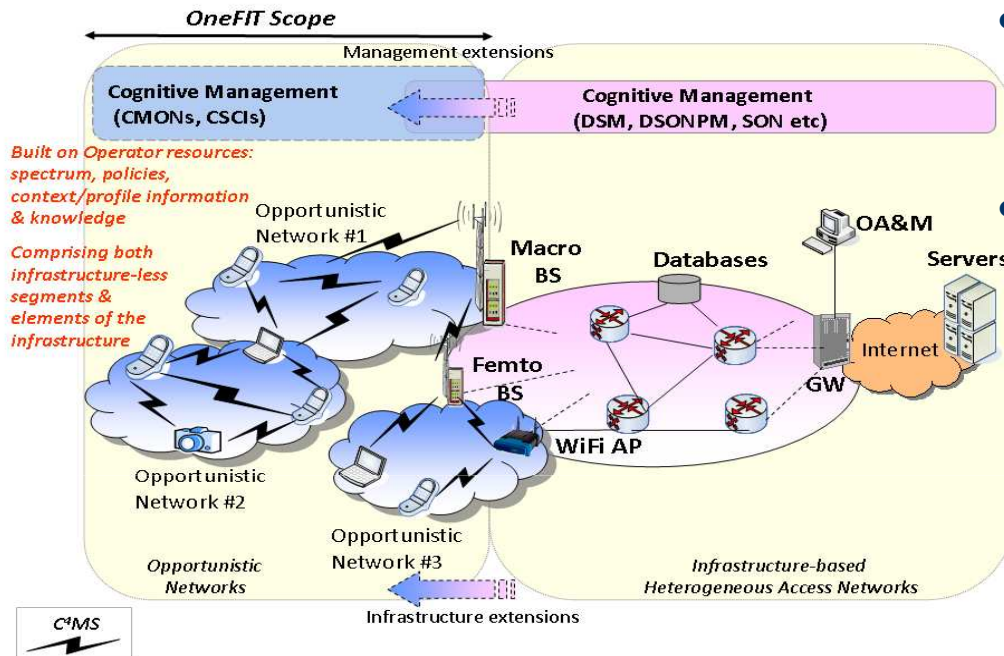 OneFIT Scope
Management extensions
Cognitive Management
(CMONs, CSCIs)
Cognitive Management
(DSM, DSONPM, SON etc)
Built on Operator resources:
spectrum, policies,
context/profile information
& knowledge
Comprising both
infrastructure-less
segments &
elements of the
infrastructure
Opportunistic
Network #1
Macro
BS
Databases
OA&M
Servers
Internet
GW
Femto
BS
WiFi AP
Opportunistic
Network #2
Opportunistic
Network #3
Opportunistic
Networks
Infrastructure-based
Heterogeneous Access Networks
Infrastructure extensions
C⁴MS